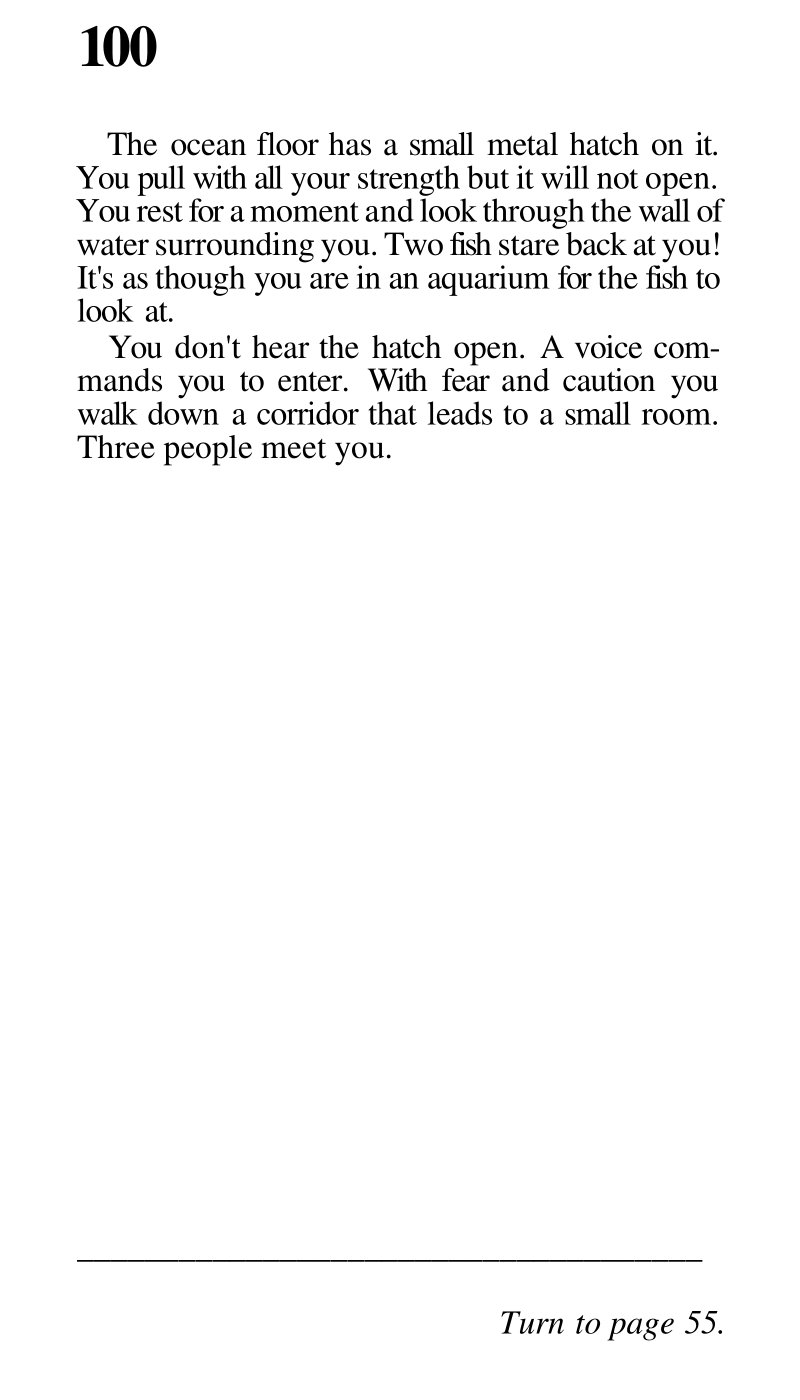 100
The ocean floor has a small metal hatch on it.
You pull with all your strength but it will not open.
You rest for a moment and look through the wall of
water surrounding you. Two fish stare back at you!
It's as though you are in an aquarium for the fish to
look at.
You don't hear the hatch open. A voice com-
mands you to enter. With fear and caution you
walk down a corridor that leads to a small room.
Three people meet you.
Turn to page 55.